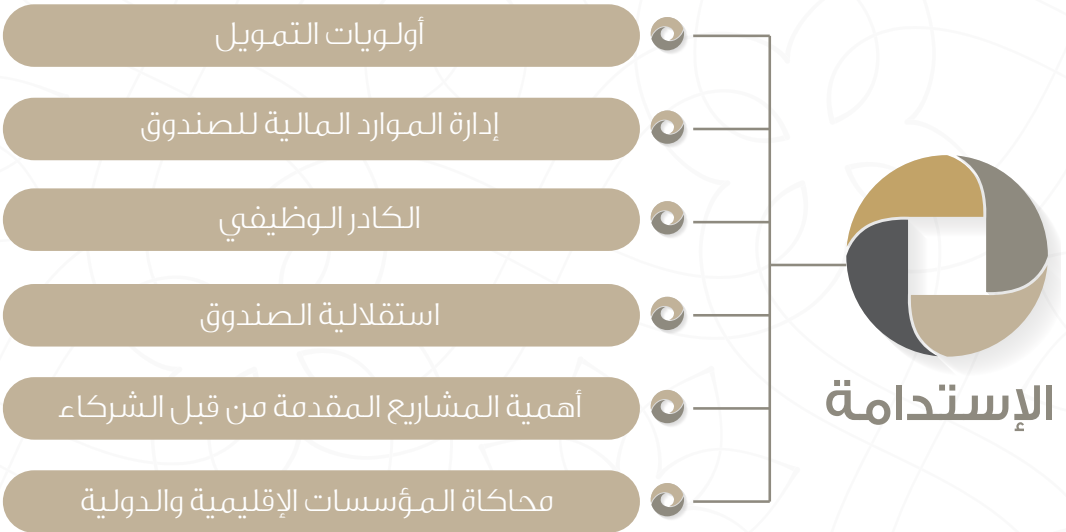 أولويات التمويل
إدارة الموارد المالية للصندوق
الكادر الوظيفي
استقلالية الصندوق
أهمية المشاريع المقدمة من قبل الشركاء
محاكاة المؤسسات الإقليمية والدولية
الإستدامة